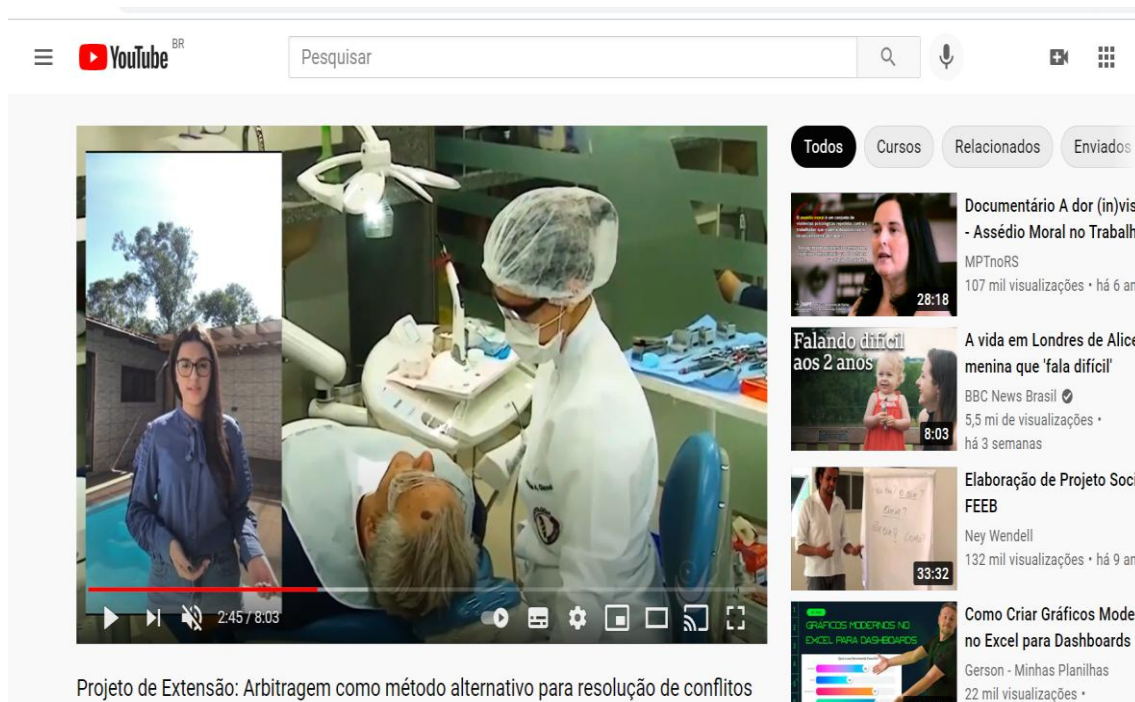 YouTube BR
Pesquisar
2:45 / 8:03
Projeto de Extensão: Arbitragem como método alternativo para resolução de conflitos
Todos
Cursos
Relacionados
Enviados
28:18
Documentário A dor (in)vis
- Assédio Moral no Trabalh
MPTnoRS
107 mil visualizações • há 6 an
Falando difícil
aos 2 anos
8:03
A vida em Londres de Alice
menina que 'fala difícil'
BBC News Brasil
5,5 mi de visualizações •
há 3 semanas
33:32
Elaboração de Projeto Soci
FEEB
Ney Wendell
132 mil visualizações • há 9 an
GRÁFICOS MODERNOS NO
EXCEL PARA DASHBOARDS
Como Criar Gráficos Mode
no Excel para Dashboards
Gerson - Minhas Planilhas
22 mil visualizações •